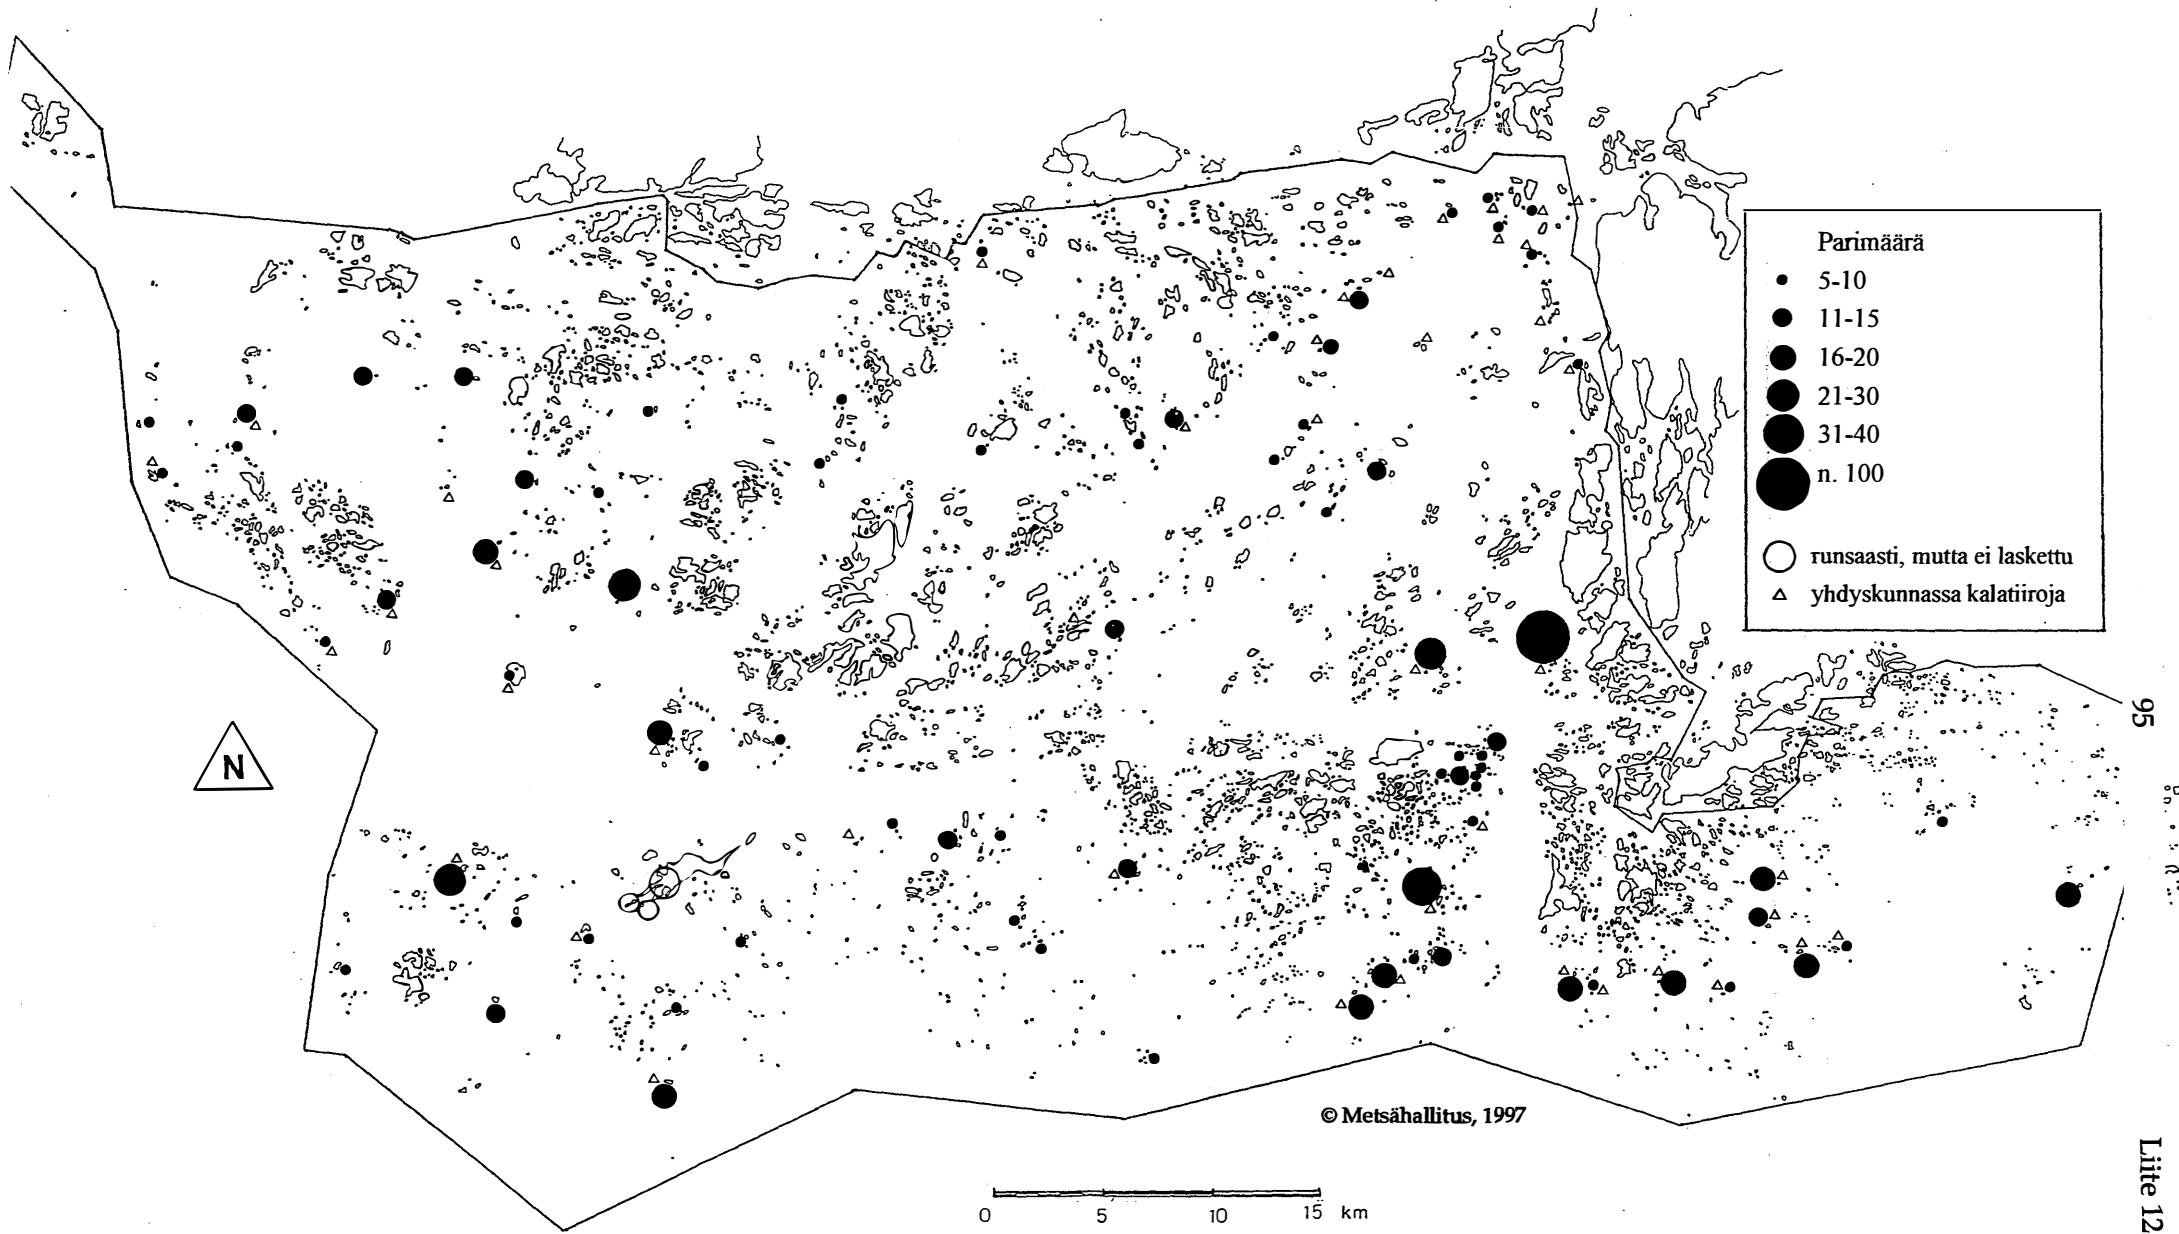 Parimäärä
5-10
11-15
16-20
21-30
31-40
n. 100
runsaasti, mutta ei laskettu
yhdyskunnassa kalatiiroja
95
N
© Metsähallitus, 1997
0 5 10 15 km
Liite 12